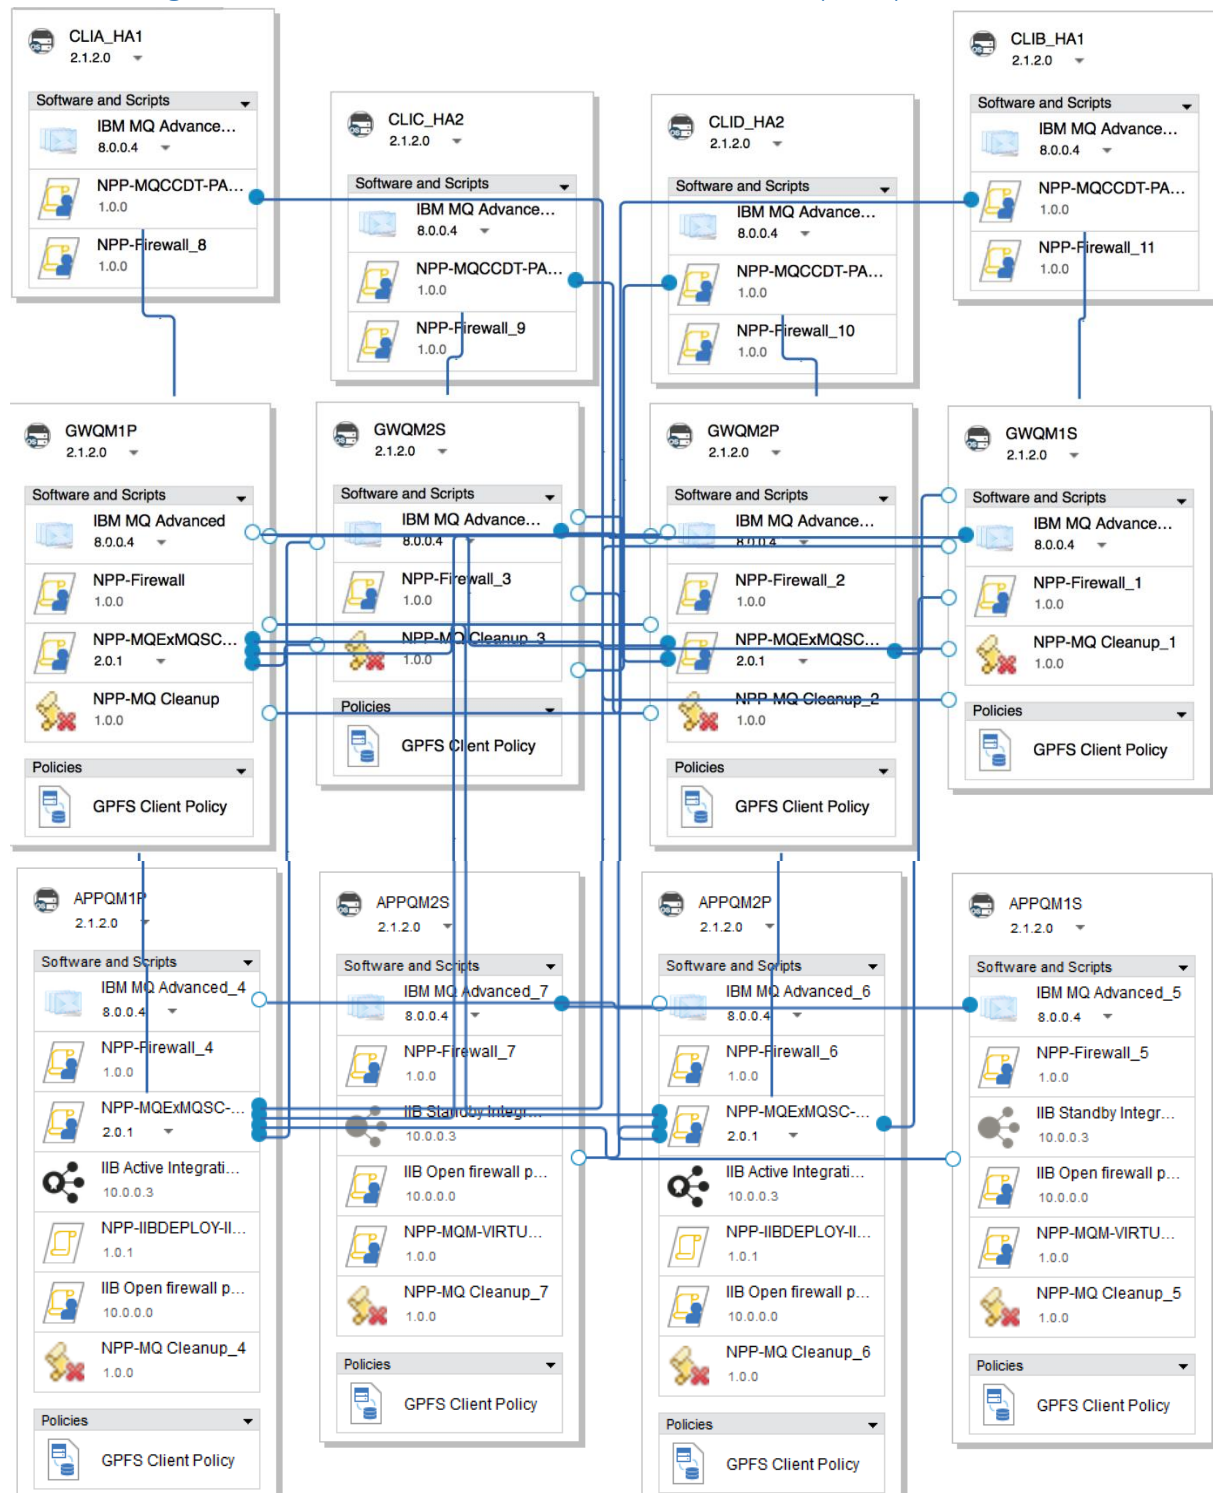 CLIA_HA1
2.1.2.0
Software and Scripts
IBM MQ Advance...
8.0.0.4
NPP-MQCCDT-PA...
1.0.0
NPP-Firewall_8
1.0.0
CLIC_HA2
2.1.2.0
Software and Scripts
IBM MQ Advance...
8.0.0.4
NPP-MQCCDT-PA...
1.0.0
NPP-Firewall_9
1.0.0
CLID_HA2
2.1.2.0
Software and Scripts
IBM MQ Advance...
8.0.0.4
NPP-MQCCDT-PA...
1.0.0
NPP-Firewall_10
1.0.0
CLIB_HA1
2.1.2.0
Software and Scripts
IBM MQ Advance...
8.0.0.4
NPP-MQCCDT-PA...
1.0.0
NPP-Firewall_11
1.0.0
GWQM1P
2.1.2.0
Software and Scripts
IBM MQ Advanced
8.0.0.4
NPP-Firewall
1.0.0
NPP-MQExMQSC...
2.0.1
NPP-MQ Cleanup
1.0.0
Policies
GPFS Client Policy
GWQM2S
2.1.2.0
Software and Scripts
IBM MQ Advance...
8.0.0.4
NPP-Firewall_3
1.0.0
NPP-MQ Cleanup_3
1.0.0
Policies
GPFS Client Policy
GWQM2P
2.1.2.0
Software and Scripts
IBM MQ Advance...
8.0.0.4
NPP-Firewall_2
1.0.0
NPP-MQExMQSC...
2.0.1
NPP-MQ Cleanup_2
1.0.0
Policies
GPFS Client Policy
GWQM1S
2.1.2.0
Software and Scripts
IBM MQ Advance...
8.0.0.4
NPP-Firewall_1
1.0.0
NPP-MQ Cleanup_1
1.0.0
Policies
GPFS Client Policy
APPQM1P
2.1.2.0
Software and Scripts
IBM MQ Advanced_4
8.0.0.4
NPP-Firewall_4
1.0.0
NPP-MQExMQSC-...
2.0.1
IIB Active Integrati...
10.0.0.3
NPP-IIBDEPLOY-II...
1.0.1
IIB Open firewall p...
10.0.0.0
NPP-MQ Cleanup_4
1.0.0
Policies
GPFS Client Policy
APPQM2S
2.1.2.0
Software and Scripts
IBM MQ Advanced_7
8.0.0.4
NPP-Firewall_7
1.0.0
IIB Standby Integr...
10.0.0.3
IIB Open firewall p...
10.0.0.0
NPP-MQM-VIRTU...
1.0.0
NPP-MQ Cleanup_7
1.0.0
Policies
GPFS Client Policy
APPQM2P
2.1.2.0
Software and Scripts
IBM MQ Advanced_6
8.0.0.4
NPP-Firewall_6
1.0.0
NPP-MQExMQSC-...
2.0.1
IIB Active Integrati...
10.0.0.3
NPP-IIBDEPLOY-II...
1.0.1
IIB Open firewall p...
10.0.0.0
NPP-MQ Cleanup_6
1.0.0
Policies
GPFS Client Policy
APPQM1S
2.1.2.0
Software and Scripts
IBM MQ Advanced_5
8.0.0.4
NPP-Firewall_5
1.0.0
IIB Standby Integr...
10.0.0.3
IIB Open firewall p...
10.0.0.0
NPP-MQM-VIRTU...
1.0.0
NPP-MQ Cleanup_5
1.0.0
Policies
GPFS Client Policy